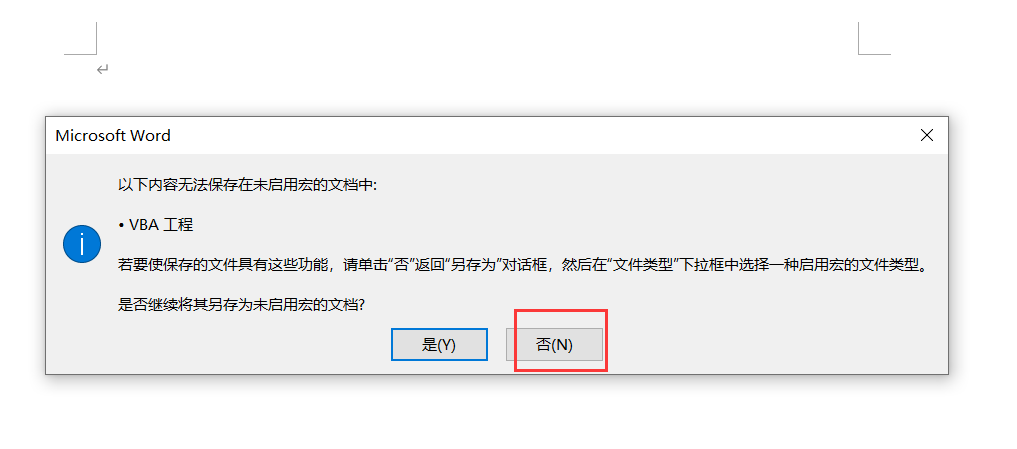 Microsoft Word
以下内容无法保存在未启用宏的文档中:
• VBA 工程
若要使保存的文件具有这些功能，请单击“否”返回“另存为”对话框，然后在“文件类型”下拉框中选择一种启用宏的文件类型。
是否继续将其另存为未启用宏的文档?
是(Y) 否(N)